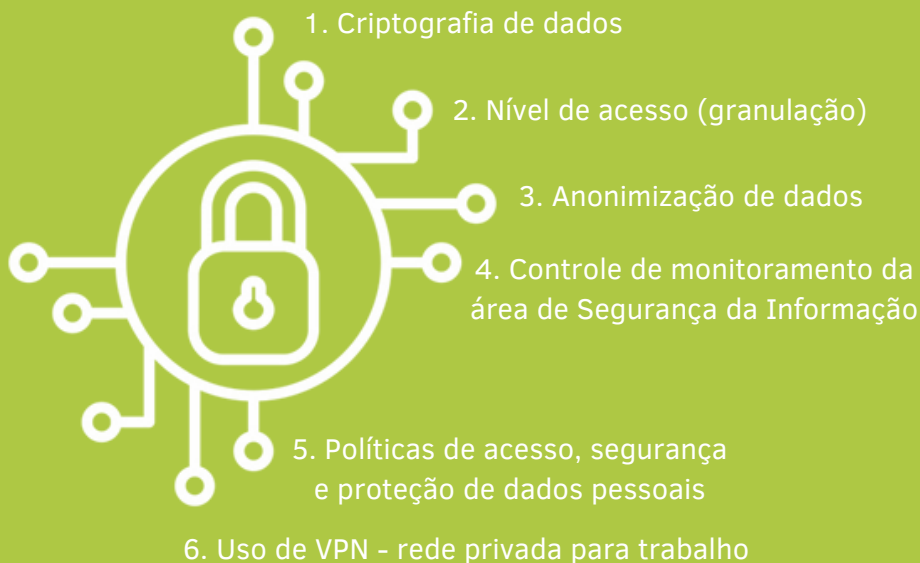 1. Criptografia de dados
2. Nível de acesso (granulação)
3. Anonimização de dados
4. Controle de monitoramento da
área de Segurança da Informação
5. Políticas de acesso, segurança
e proteção de dados pessoais
6. Uso de VPN - rede privada para trabalho